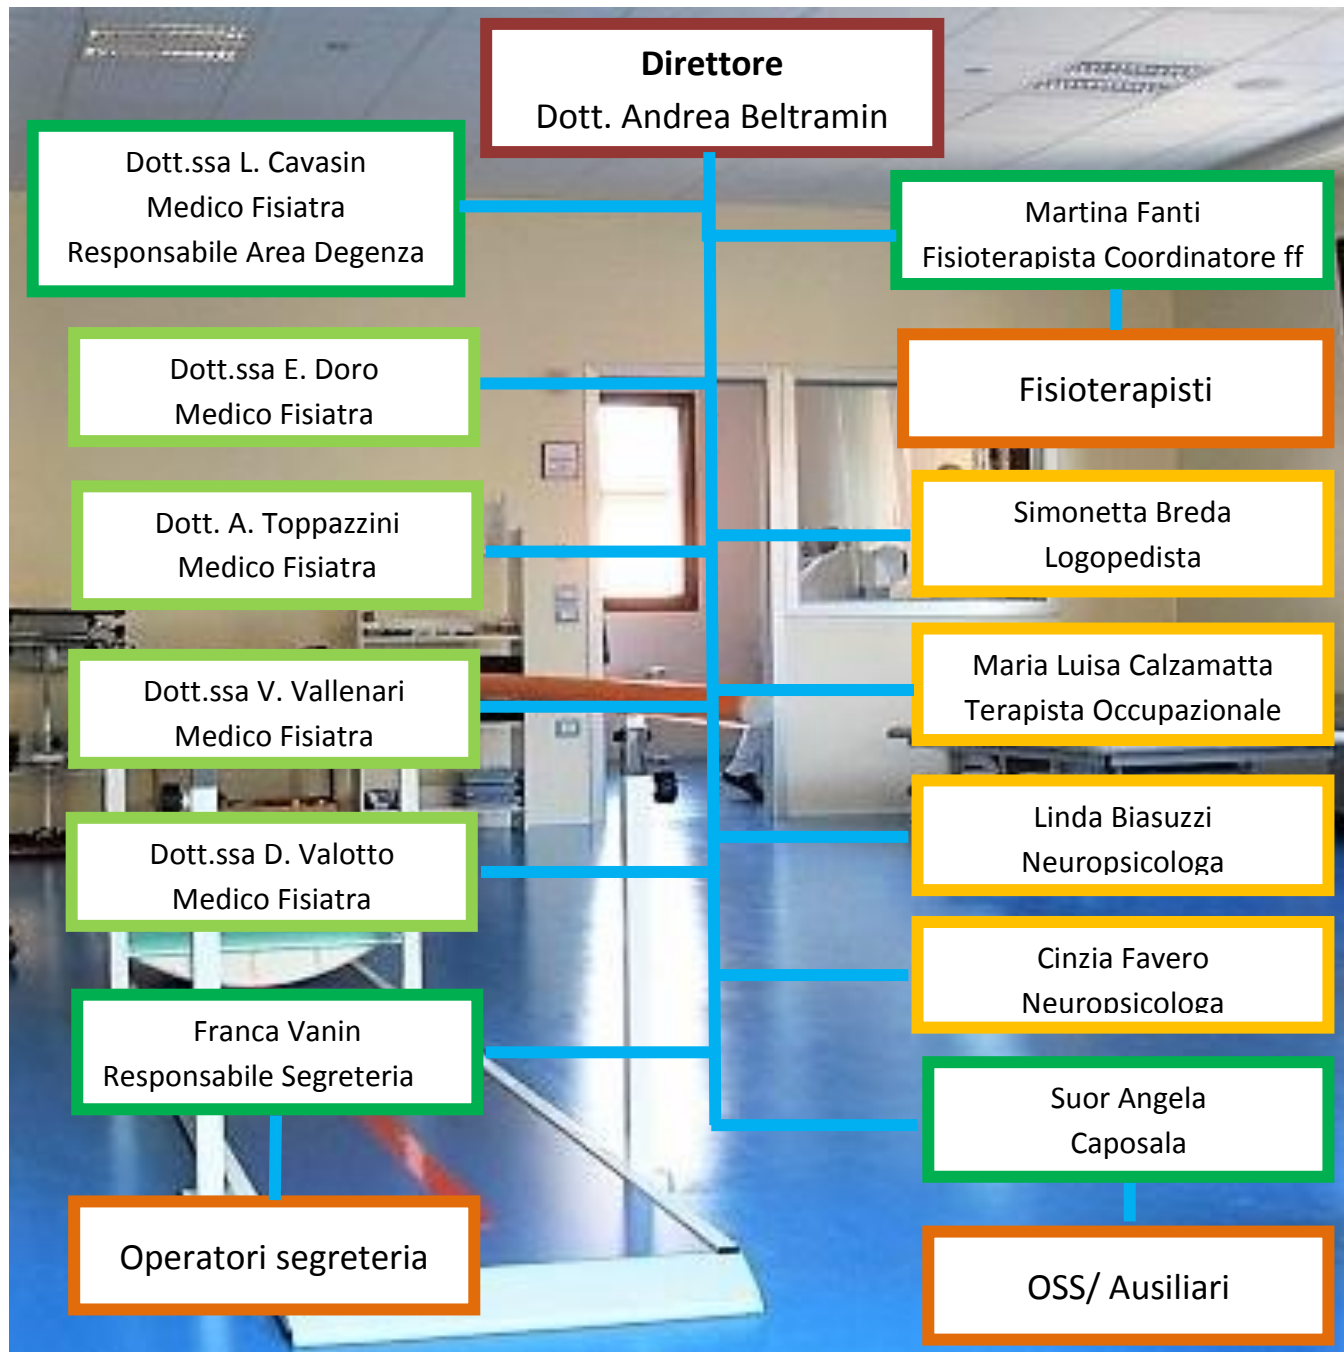 Direttore
Dott. Andrea Beltramin
Dott.ssa L. Cavasin
Medico Fisiatra
Responsabile Area Degenza
Martina Fanti
Fisioterapista Coordinatore ff
Dott.ssa E. Doro
Medico Fisiatra
Fisioterapisti
Dott. A. Toppazzini
Medico Fisiatra
Simonetta Breda
Logopedista
Dott.ssa V. Vallenari
Medico Fisiatra
Maria Luisa Calzamatta
Terapista Occupazionale
Dott.ssa D. Valotto
Medico Fisiatra
Linda Biasuzzi
Neuropsicologa
Cinzia Favero
Neuropsicologa
Franca Vanin
Responsabile Segreteria
Suor Angela
Caposala
Operatori segreteria
OSS/ Ausiliari